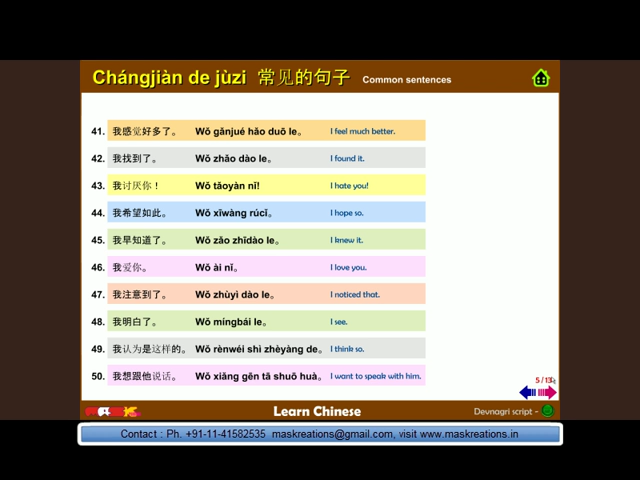 Chángjiàn de jùzi 常见的句子 Common sentences
41. 我感觉好多了。 Wǒ gǎnjué hǎo duō le。 I feel much better.
42. 我找到了。 Wǒ zhǎo dào le。 I found it.
43. 我讨厌你！ Wǒ tǎoyàn nǐ! I hate you!
44. 我希望如此。 Wǒ xīwàng rúcǐ。 I hope so.
45. 我早知道了。 Wǒ zǎo zhīdào le。 I knew it.
46. 我爱你。 Wǒ ài nǐ。 I love you.
47. 我注意到了。 Wǒ zhùyì dào le。 I noticed that.
48. 我明白了。 Wǒ míngbái le。 I see.
49. 我认为是这样的。 Wǒ rènwéi shì zhèyàng de。 I think so.
50. 我想跟他说话。 Wǒ xiǎng gēn tā shuō huà。 I want to speak with him.
5 / 13
Learn Chinese
Devnagri script -
Contact : Ph. +91-11-41582535 maskreations@gmail.com, visit www.maskreations.in